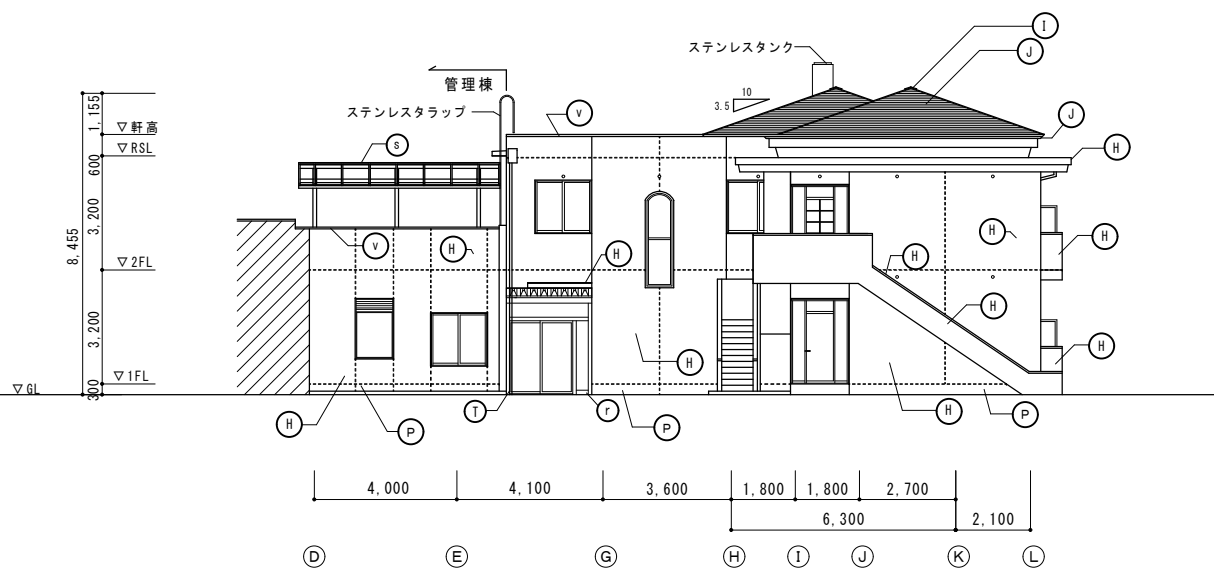 ステンレスタンク
I
J
管理棟
10
3.5
ステンレスタラップ
v
1,155
▽軒高
J
s
▽RSL
H
600
3,200
8,455
v
H
H
H
H
H
▽2FL
3,200
H
H
H
▽1FL
▽GL
300
H
P
T
r
P
H
P
4,000
4,100
3,600
1,800
1,800
2,700
6,300
2,100
D
E
G
H
I
J
K
L